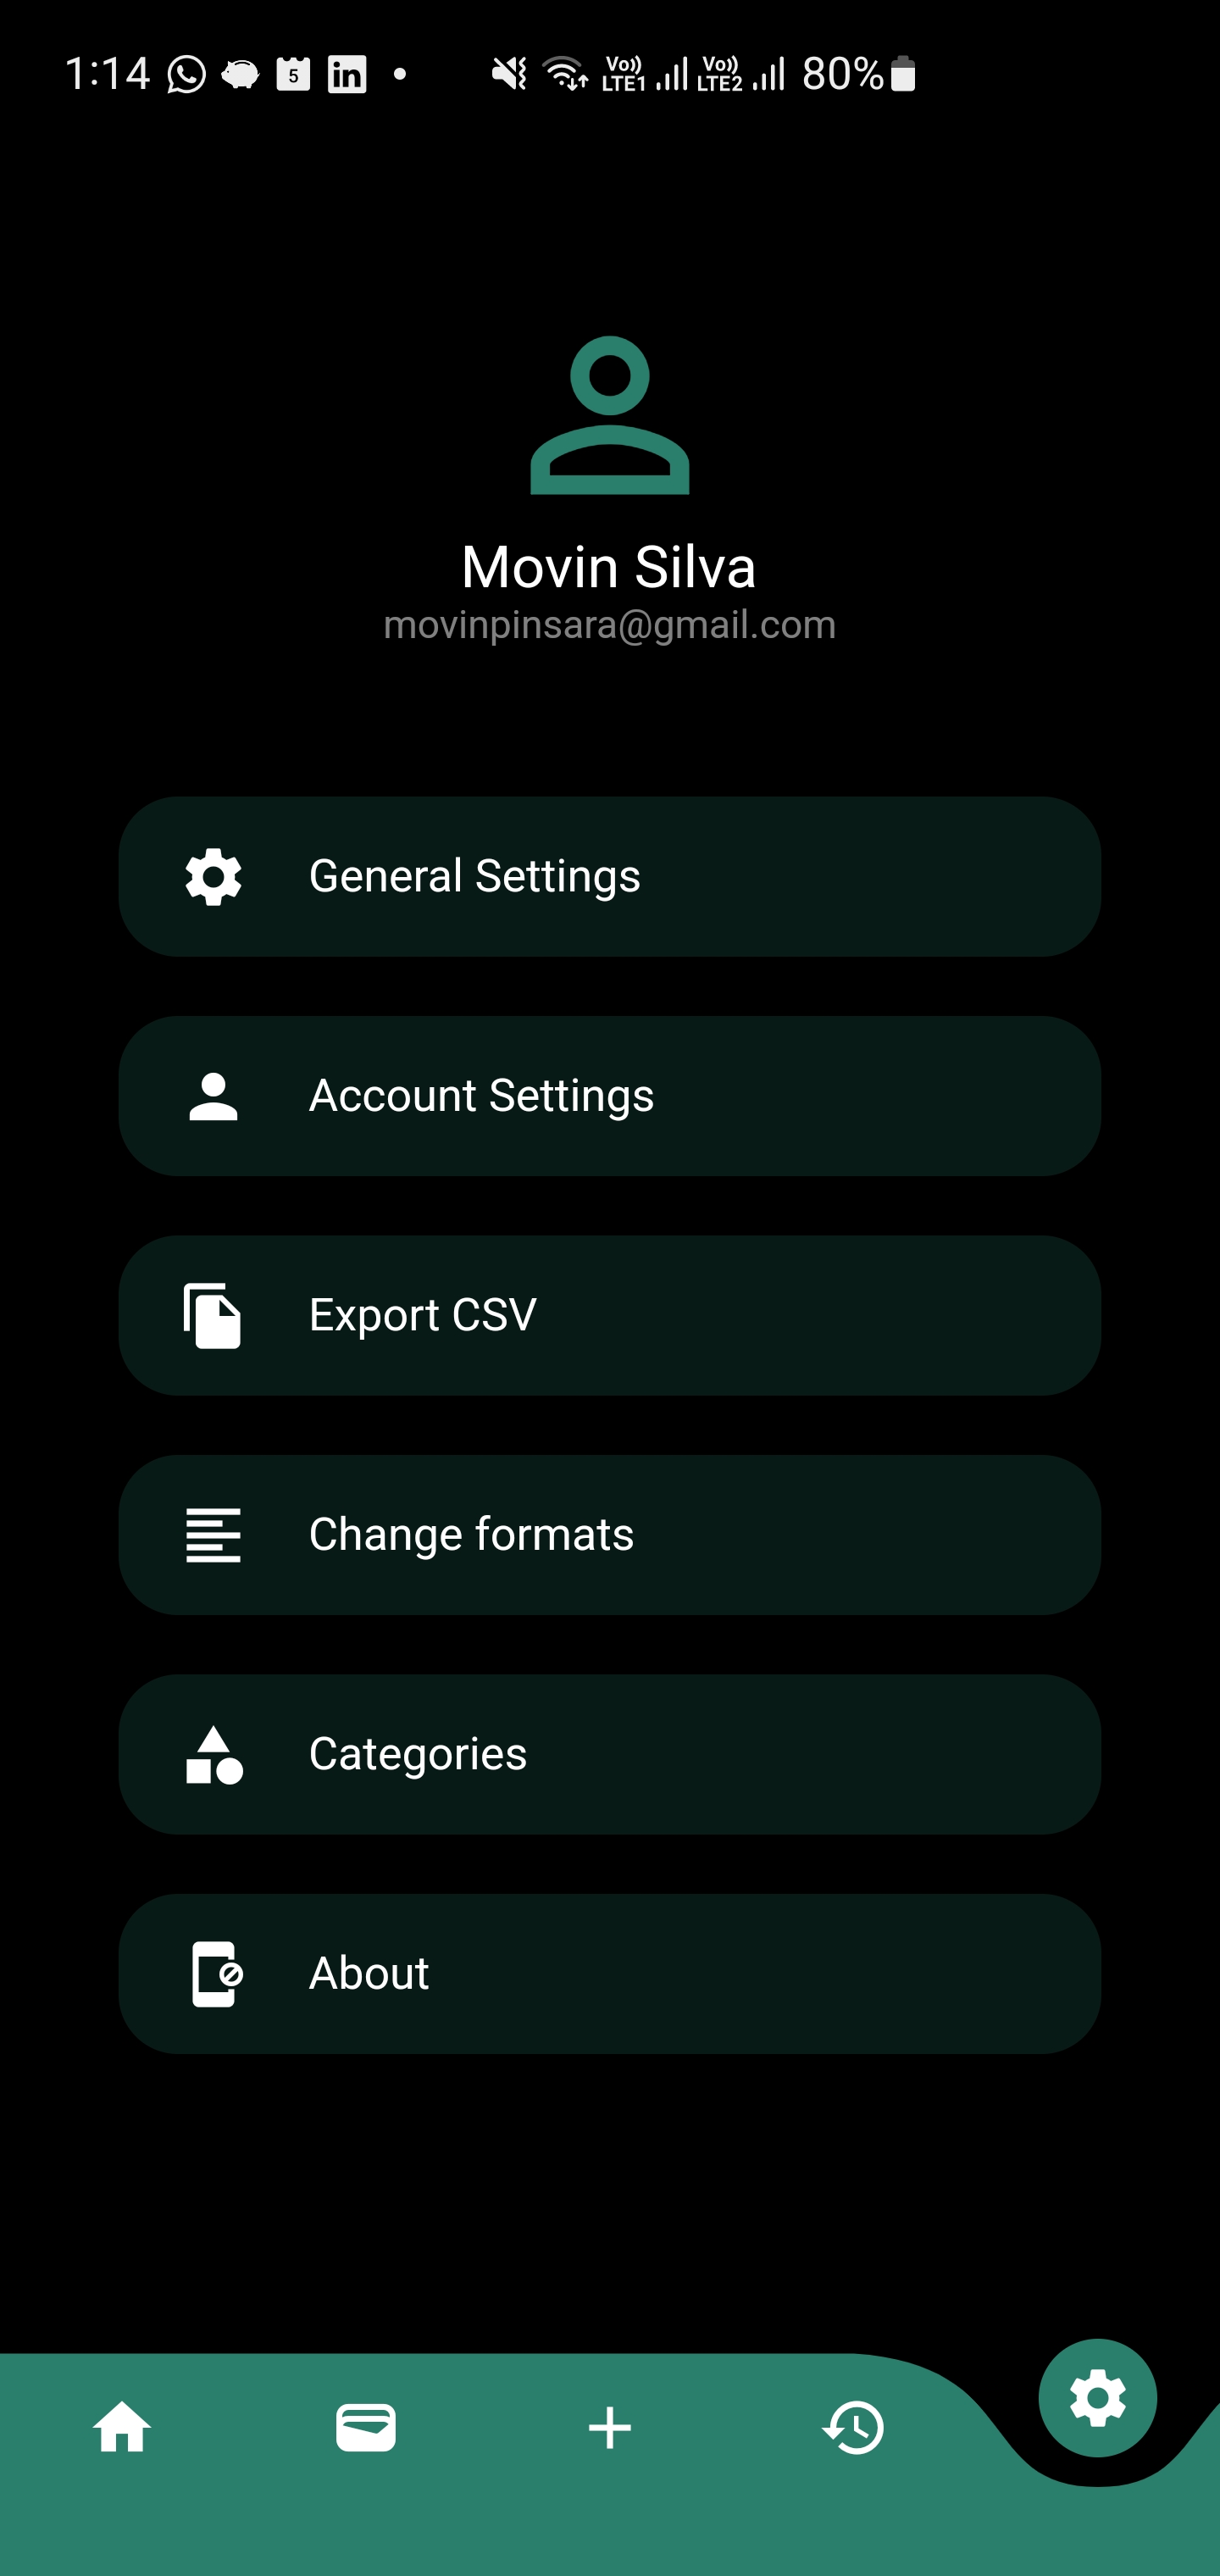 1:14 5 in Vo)) LTE1 Vo)) LTE2 80%
Movin Silva
movinpinsara@gmail.com
General Settings
Account Settings
Export CSV
Change formats
Categories
About